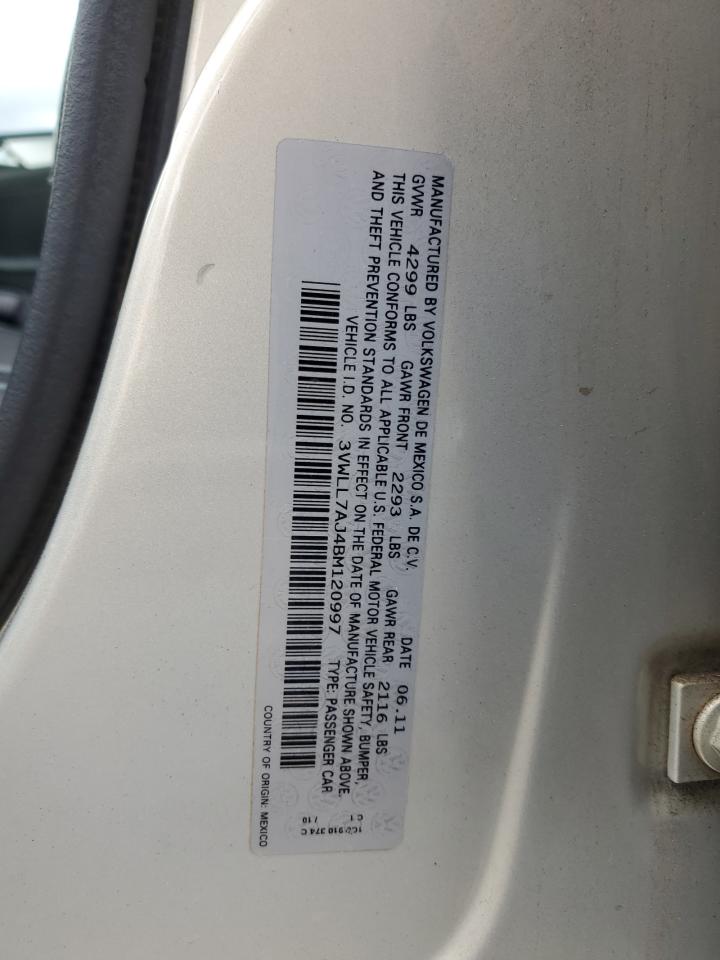 MANUFACTURED BY VOLKSWAGEN DE MEXICO S.A. DE C.V. DATE 06.11
GVWR 4299 LBS GAWR FRONT 2293 LBS GAWR REAR 2116 LBS
THIS VEHICLE CONFORMS TO ALL APPLICABLE U.S. FEDERAL MOTOR VEHICLE SAFETY, BUMPER,
AND THEFT PREVENTION STANDARDS IN EFFECT ON THE DATE OF MANUFACTURE SHOWN ABOVE.
VEHICLE I.D. NO. 3VWLL7AJ4BM120997 TYPE: PASSENGER CAR
919 374 C
COUNTRY OF ORIGIN: MEXICO